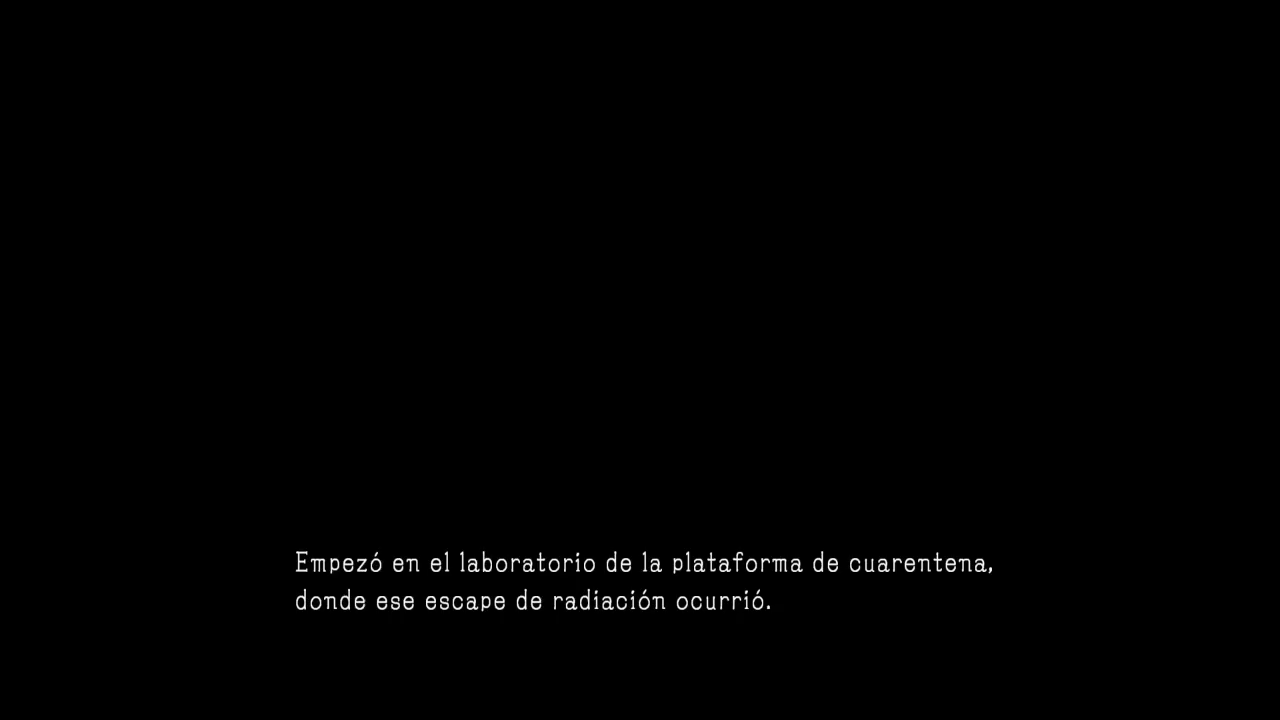 Empezó en el laboratorio de la plataforma de cuarentena,
donde ese escape de radiación ocurrió.